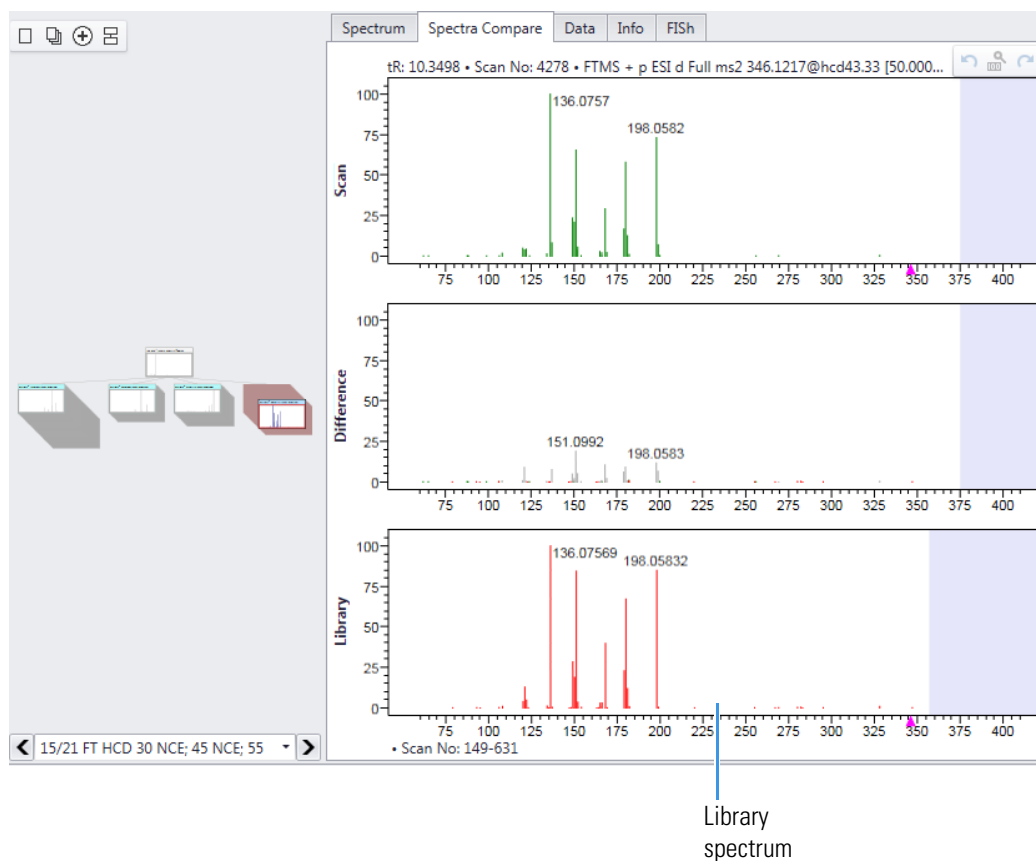 Spectrum Spectra Compare Data Info FISh
tR: 10.3498 • Scan No: 4278 • FTMS + p ESI d Full ms2 346.1217@hcd43.33 [50.000...
100
75
50
25
0
Scan
136.0757
198.0582
75 100 125 150 175 200 225 250 275 300 325 350 375 400
100
75
50
25
0
Difference
151.0992
198.0583
75 100 125 150 175 200 225 250 275 300 325 350 375 400
100
75
50
25
0
Library
136.07569
198.05832
75 100 125 150 175 200 225 250 275 300 325 350 375 400
• Scan No: 149-631
15/21 FT HCD 30 NCE; 45 NCE; 55
Library
spectrum